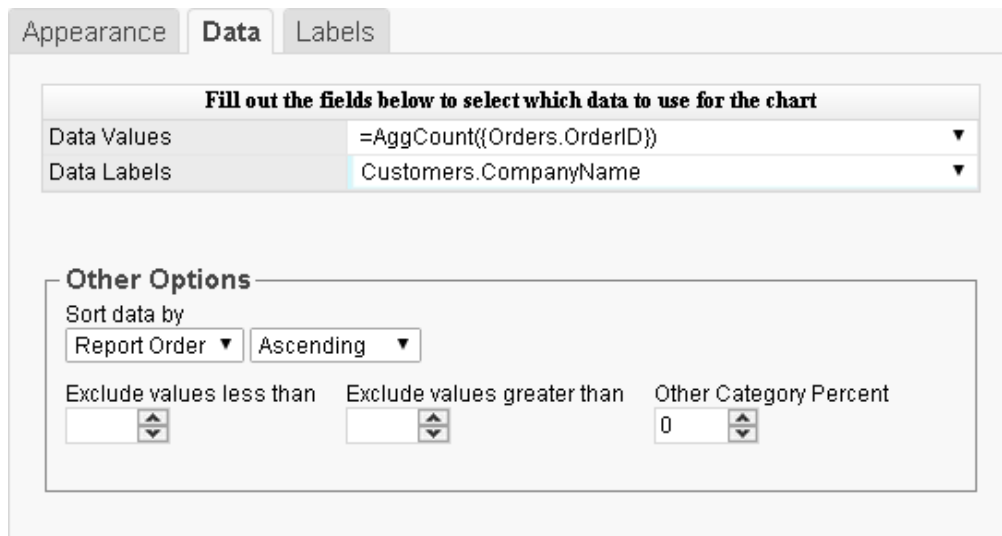 Appearance Data Labels
Fill out the fields below to select which data to use for the chart
Data Values =AggCount({Orders.OrderID})
Data Labels Customers.CompanyName
Other Options
Sort data by
Report Order Ascending
Exclude values less than Exclude values greater than Other Category Percent
0